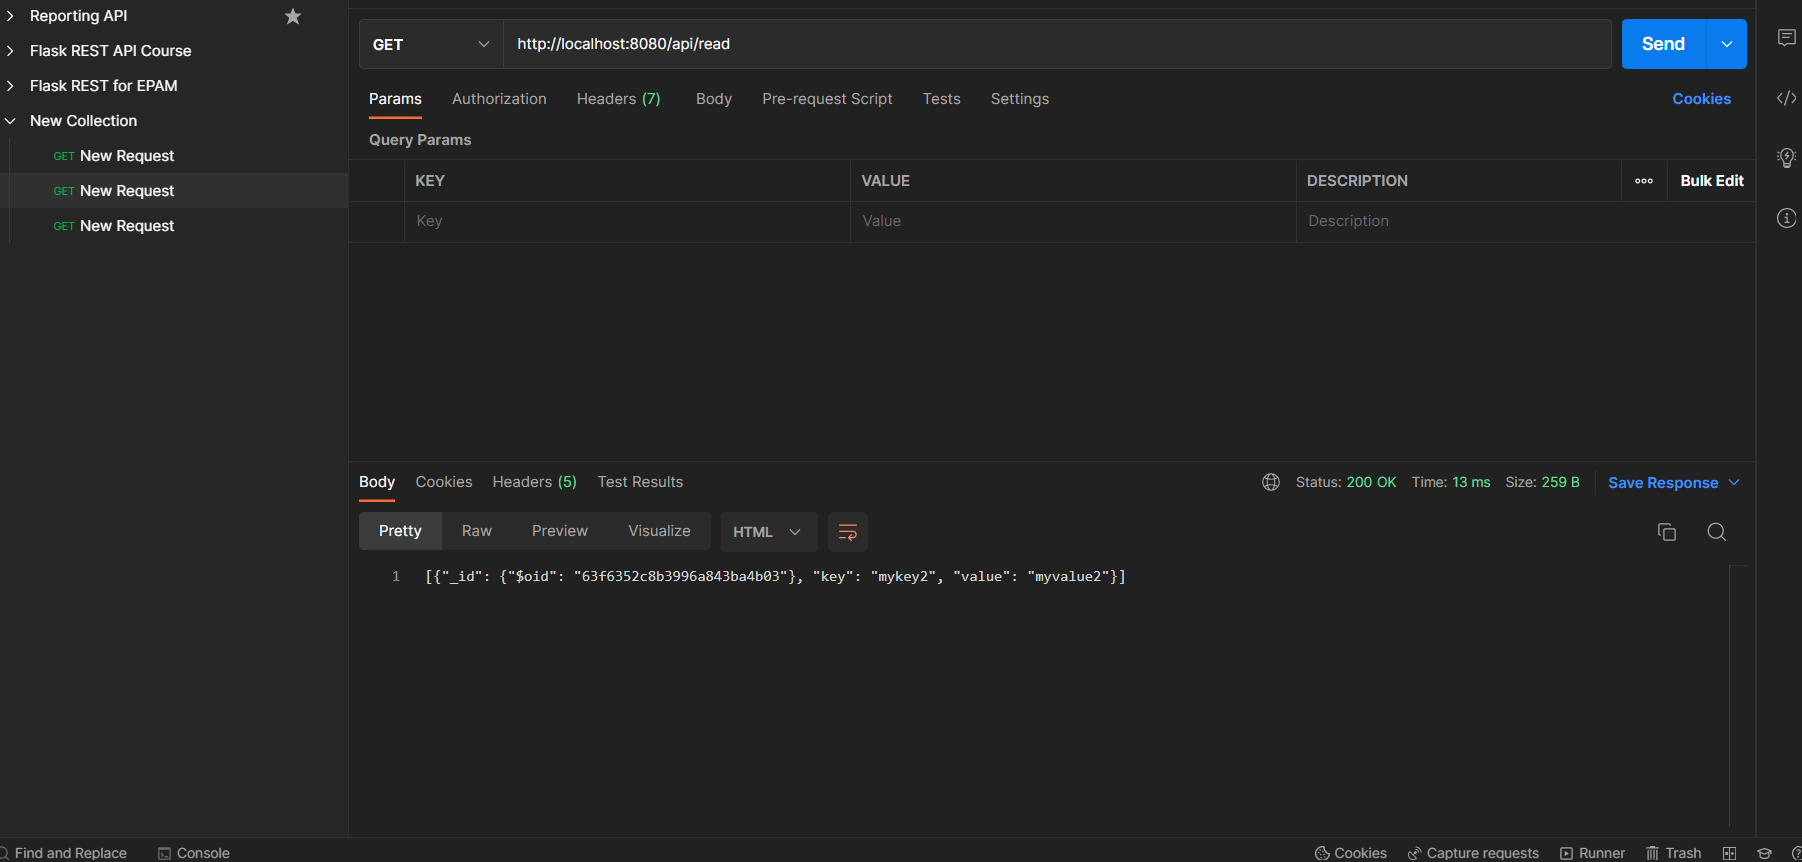 Reporting API
Flask REST API Course
Flask REST for EPAM
New Collection
GET New Request
GET New Request
GET New Request
GET http://localhost:8080/api/read Send
Params Authorization Headers (7) Body Pre-request Script Tests Settings Cookies
Query Params
KEY VALUE DESCRIPTION Bulk Edit
Key Value Description
Body Cookies Headers (5) Test Results Status: 200 OK Time: 13 ms Size: 259 B Save Response
Pretty Raw Preview Visualize HTML
1 [{"_id": {"$oid": "63f6352c8b3996a843ba4b03"}, "key": "mykey2", "value": "myvalue2"}]
Find and Replace Console Cookies Capture requests Runner Trash